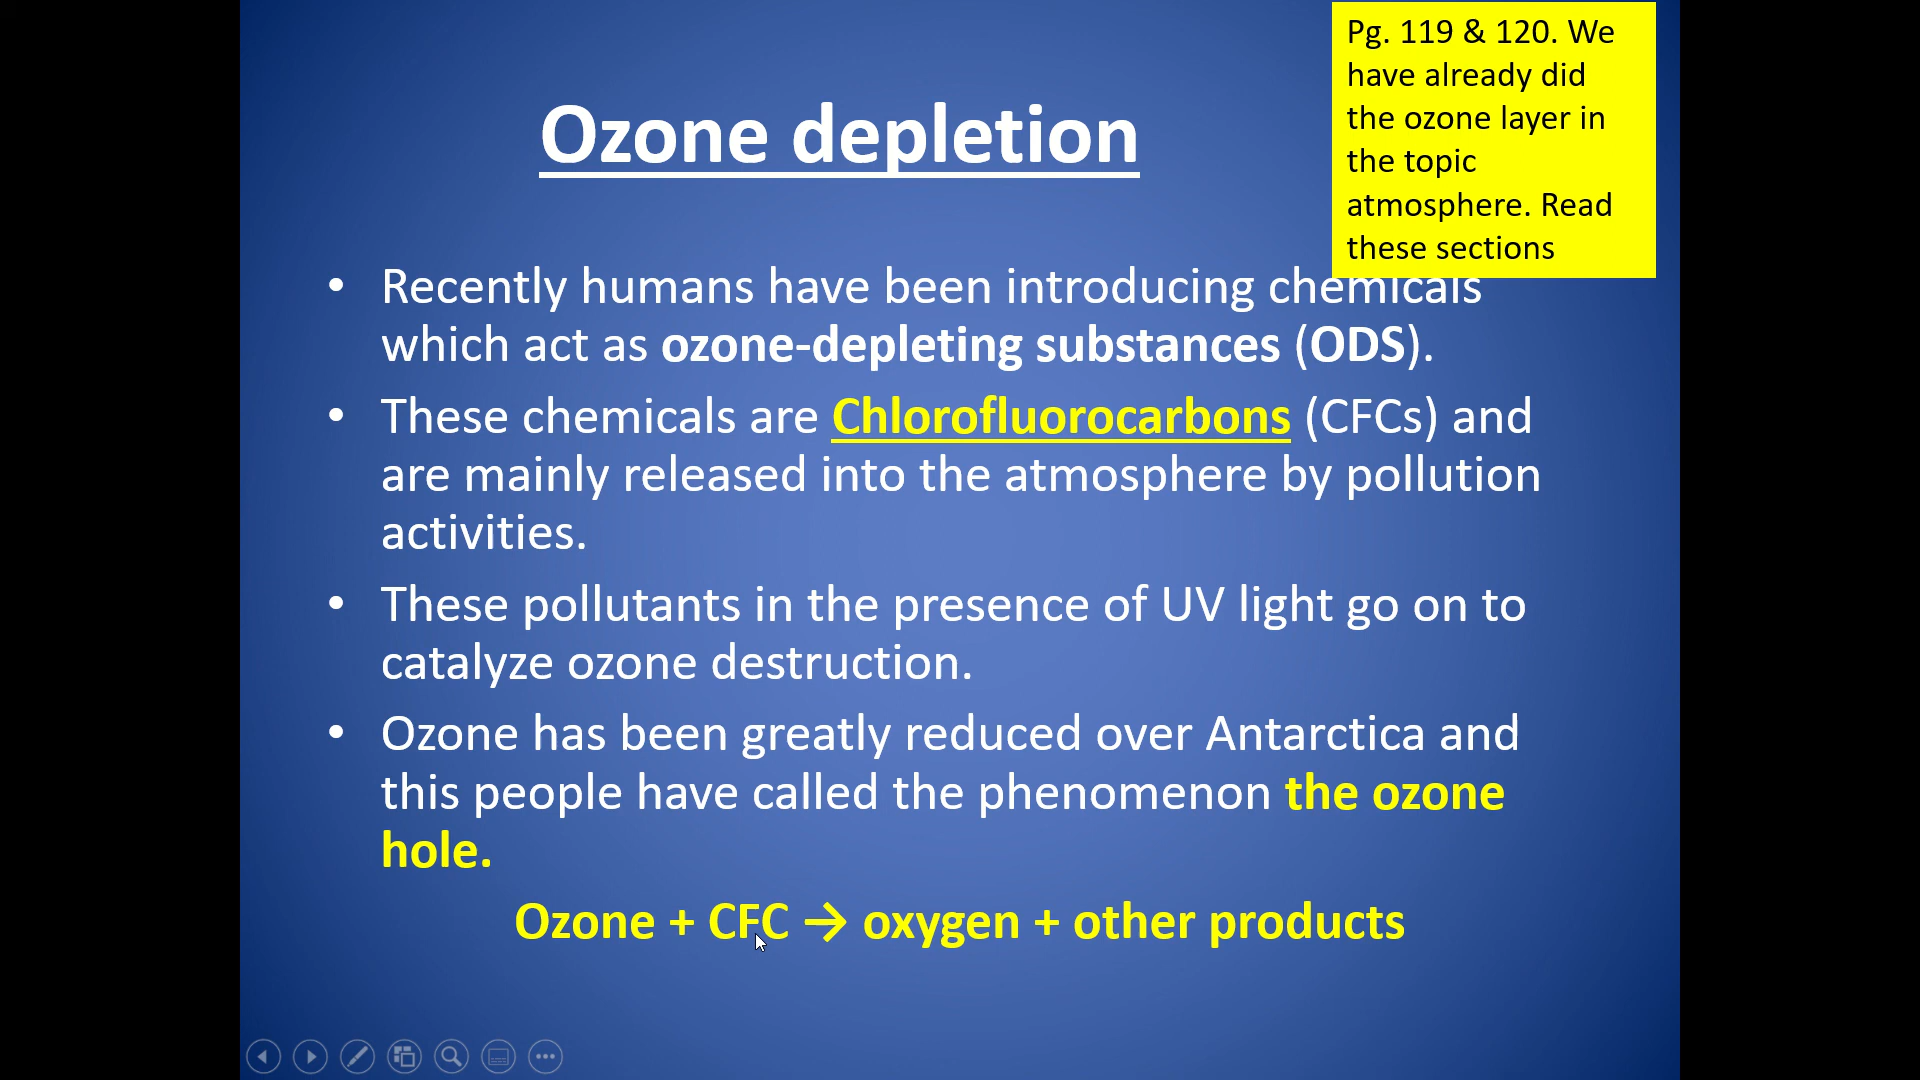 Pg. 119 & 120. We
have already did
the ozone layer in
the topic
atmosphere. Read
these sections
Ozone depletion
• Recently humans have been introducing chemicals
which act as ozone-depleting substances (ODS).
• These chemicals are Chlorofluorocarbons (CFCs) and
are mainly released into the atmosphere by pollution
activities.
• These pollutants in the presence of UV light go on to
catalyze ozone destruction.
• Ozone has been greatly reduced over Antarctica and
this people have called the phenomenon the ozone
hole.
Ozone + CFC → oxygen + other products